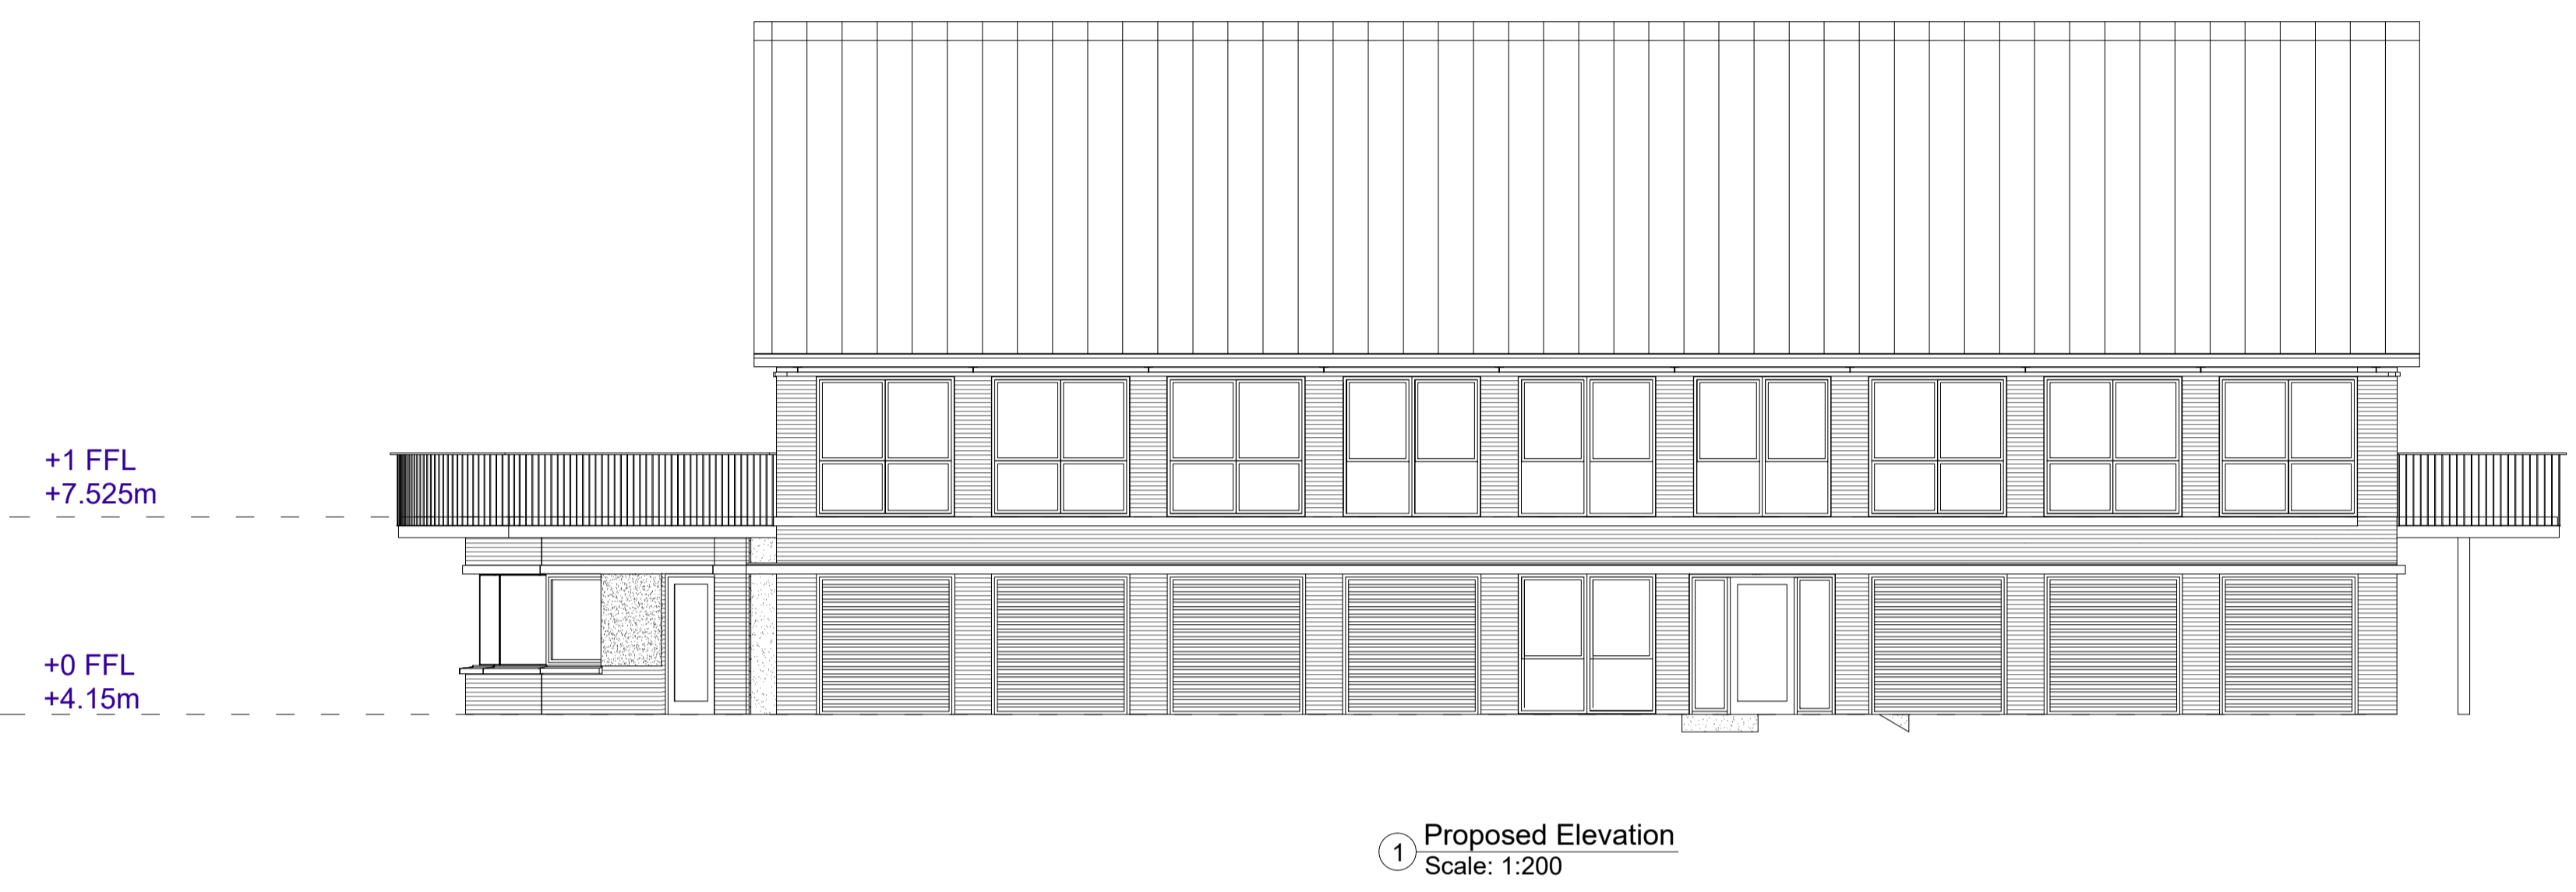 +1 FFL
+7.525m
+0 FFL
+4.15m
1
Proposed Elevation
Scale: 1:200